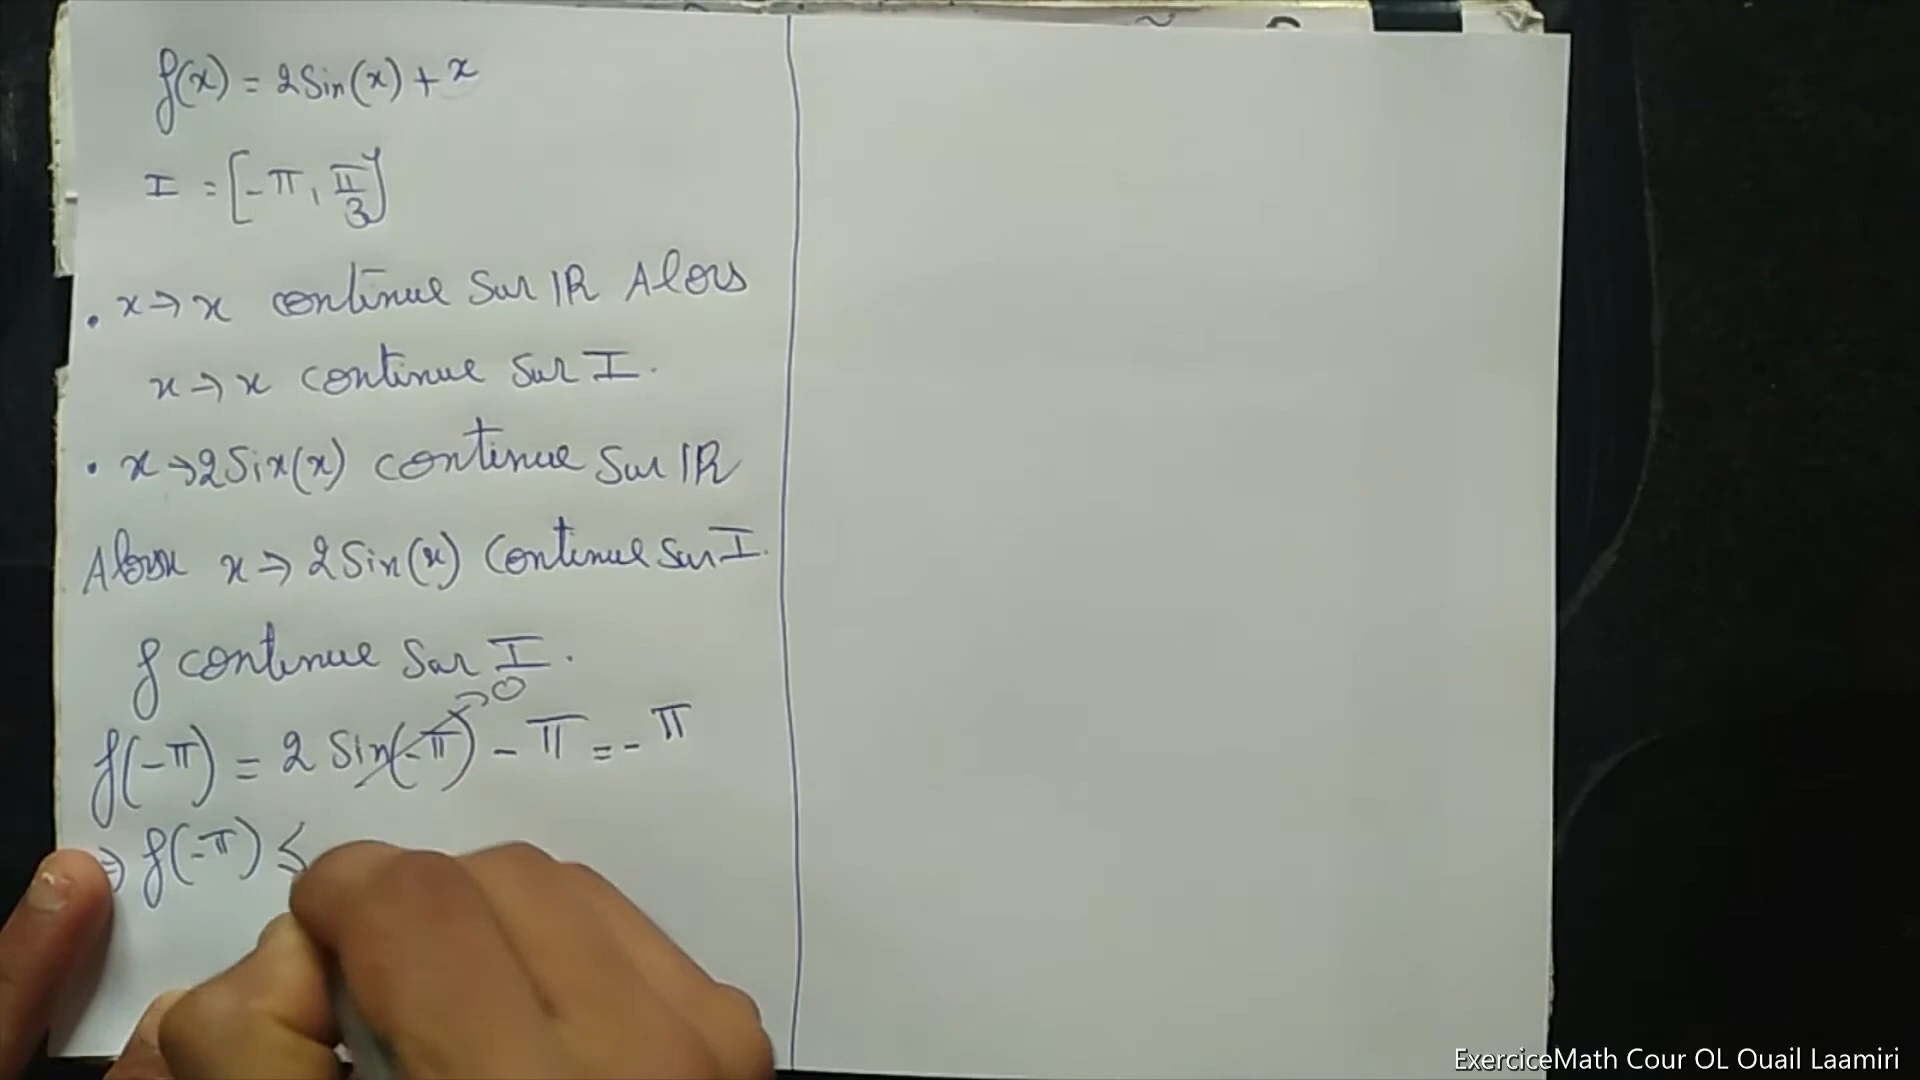 f(x) = 2Sin(x) + x
I = [-π, π/3]
. x → x continue sur IR Alors
x → x continue sur I.
. x → 2Six(x) continue sur IR
Alors x → 2Sin(x) continue sur I.
f continue sur I.
f(-π) = 2 Sin(-π) → 0 - π = - π
⇒ f(-π) ≤
ExerciceMath Cour OL Ouail Laamiri